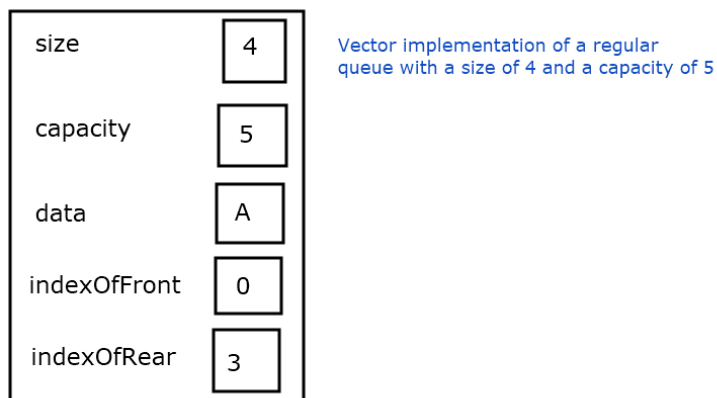 size 4
Vector implementation of a regular
queue with a size of 4 and a capacity of 5
capacity 5
data A
indexOfFront 0
indexOfRear 3